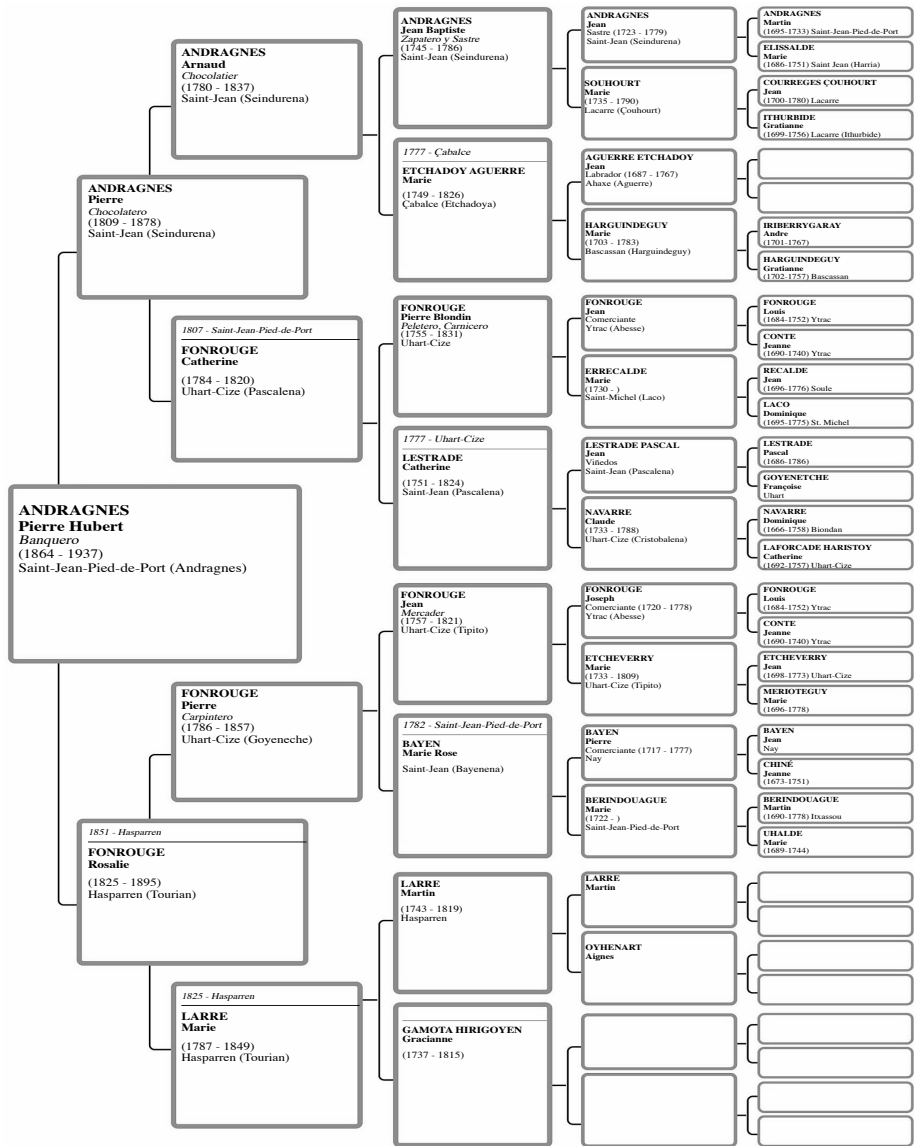 ANDRAGNES
Pierre Hubert
Banquero
(1864 - 1937)
Saint-Jean-Pied-de-Port (Andragnes)
ANDRAGNES
Pierre
Chocolatero
(1809 - 1878)
Saint-Jean (Seindurena)
1851 - Hasparren
FONROUGE
Rosalie
(1825 - 1895)
Hasparren (Tourian)
ANDRAGNES
Arnaud
Chocolatier
(1780 - 1837)
Saint-Jean (Seindurena)
1807 - Saint-Jean-Pied-de-Port
FONROUGE
Catherine
(1784 - 1820)
Uhart-Cize (Pascalena)
FONROUGE
Pierre
Carpintero
(1786 - 1857)
Uhart-Cize (Goyeneche)
1825 - Hasparren
LARRE
Marie
(1787 - 1849)
Hasparren (Tourian)
ANDRAGNES
Jean Baptiste
Zapatero y Sastre
(1745 - 1786)
Saint-Jean (Seindurena)
1777 - Çabalce
ETCHADOY AGUERRE
Marie
(1749 - 1826)
Çabalce (Etchadoya)
FONROUGE
Pierre Blondin
Peletero, Carnicero
(1755 - 1831)
Uhart-Cize
1777 - Uhart-Cize
LESTRADE
Catherine
(1751 - 1824)
Saint-Jean (Pascalena)
FONROUGE
Jean
Mercader
(1757 - 1821)
Uhart-Cize (Tipito)
1782 - Saint-Jean-Pied-de-Port
BAYEN
Marie Rose
Saint-Jean (Bayenena)
LARRE
Martin
(1743 - 1819)
Hasparren
GAMOTA HIRIGOYEN
Gracianne
(1737 - 1815)
ANDRAGNES
Jean
Sastre (1723 - 1779)
Saint-Jean (Seindurena)
SOUHOURT
Marie
(1735 - 1790)
Lacarre (Çouhourt)
AGUERRE ETCHADOY
Jean
Labrador (1687 - 1767)
Ahaxe (Aguerre)
HARGUINDEGUY
Marie
(1703 - 1783)
Bascassan (Harguindeguy)
FONROUGE
Jean
Comerciante
Ytrac (Abesse)
ERRECALDE
Marie
(1730 - )
Saint-Michel (Laco)
LESTRADE PASCAL
Jean
Viñedos
Saint-Jean (Pascalena)
NAVARRE
Claude
(1733 - 1788)
Uhart-Cize (Cristobalena)
FONROUGE
Joseph
Comerciante (1720 - 1778)
Ytrac (Abesse)
ETCHEVERRY
Marie
(1733 - 1809)
Uhart-Cize (Tipito)
BAYEN
Pierre
Comerciante (1717 - 1777)
Nay
BERINDOUAGUE
Marie
(1722 - )
Saint-Jean-Pied-de-Port
LARRE
Martin
OYHENART
Aignes
ANDRAGNES
Martin
(1695-1733) Saint-Jean-Pied-de-Port
ELISSALDE
Marie
(1686-1751) Saint Jean (Harria)
COURREGES ÇOUHOURT
Jean
(1700-1780) Lacarre
ITHURBIDE
Gratianne
(1699-1756) Lacarre (Ithurbide)
IRIBERRYGARAY
Andre
(1701-1767)
HARGUINDEGUY
Gratianne
(1702-1757) Bascassan
FONROUGE
Louis
(1684-1752) Ytrac
CONTE
Jeanne
(1690-1740) Ytrac
RECALDE
Jean
(1696-1776) Soule
LACO
Dominique
(1695-1775) St. Michel
LESTRADE
Pascal
(1686-1786)
GOYENETCHE
Françoise
Uhart
NAVARRE
Dominique
(1666-1758) Biondan
LAFORCADE HARISTOY
Catherine
(1692-1757) Uhart-Cize
FONROUGE
Louis
(1684-1752) Ytrac
CONTE
Jeanne
(1690-1740) Ytrac
ETCHEVERRY
Jean
(1698-1773) Uhart-Cize
MERIOTEGUY
Marie
(1696-1778)
BAYEN
Jean
Nay
CHINÉ
Jeanne
(1673-1751)
BERINDOUAGUE
Martin
(1690-1778) Itxassou
UHALDE
Marie
(1689-1744)